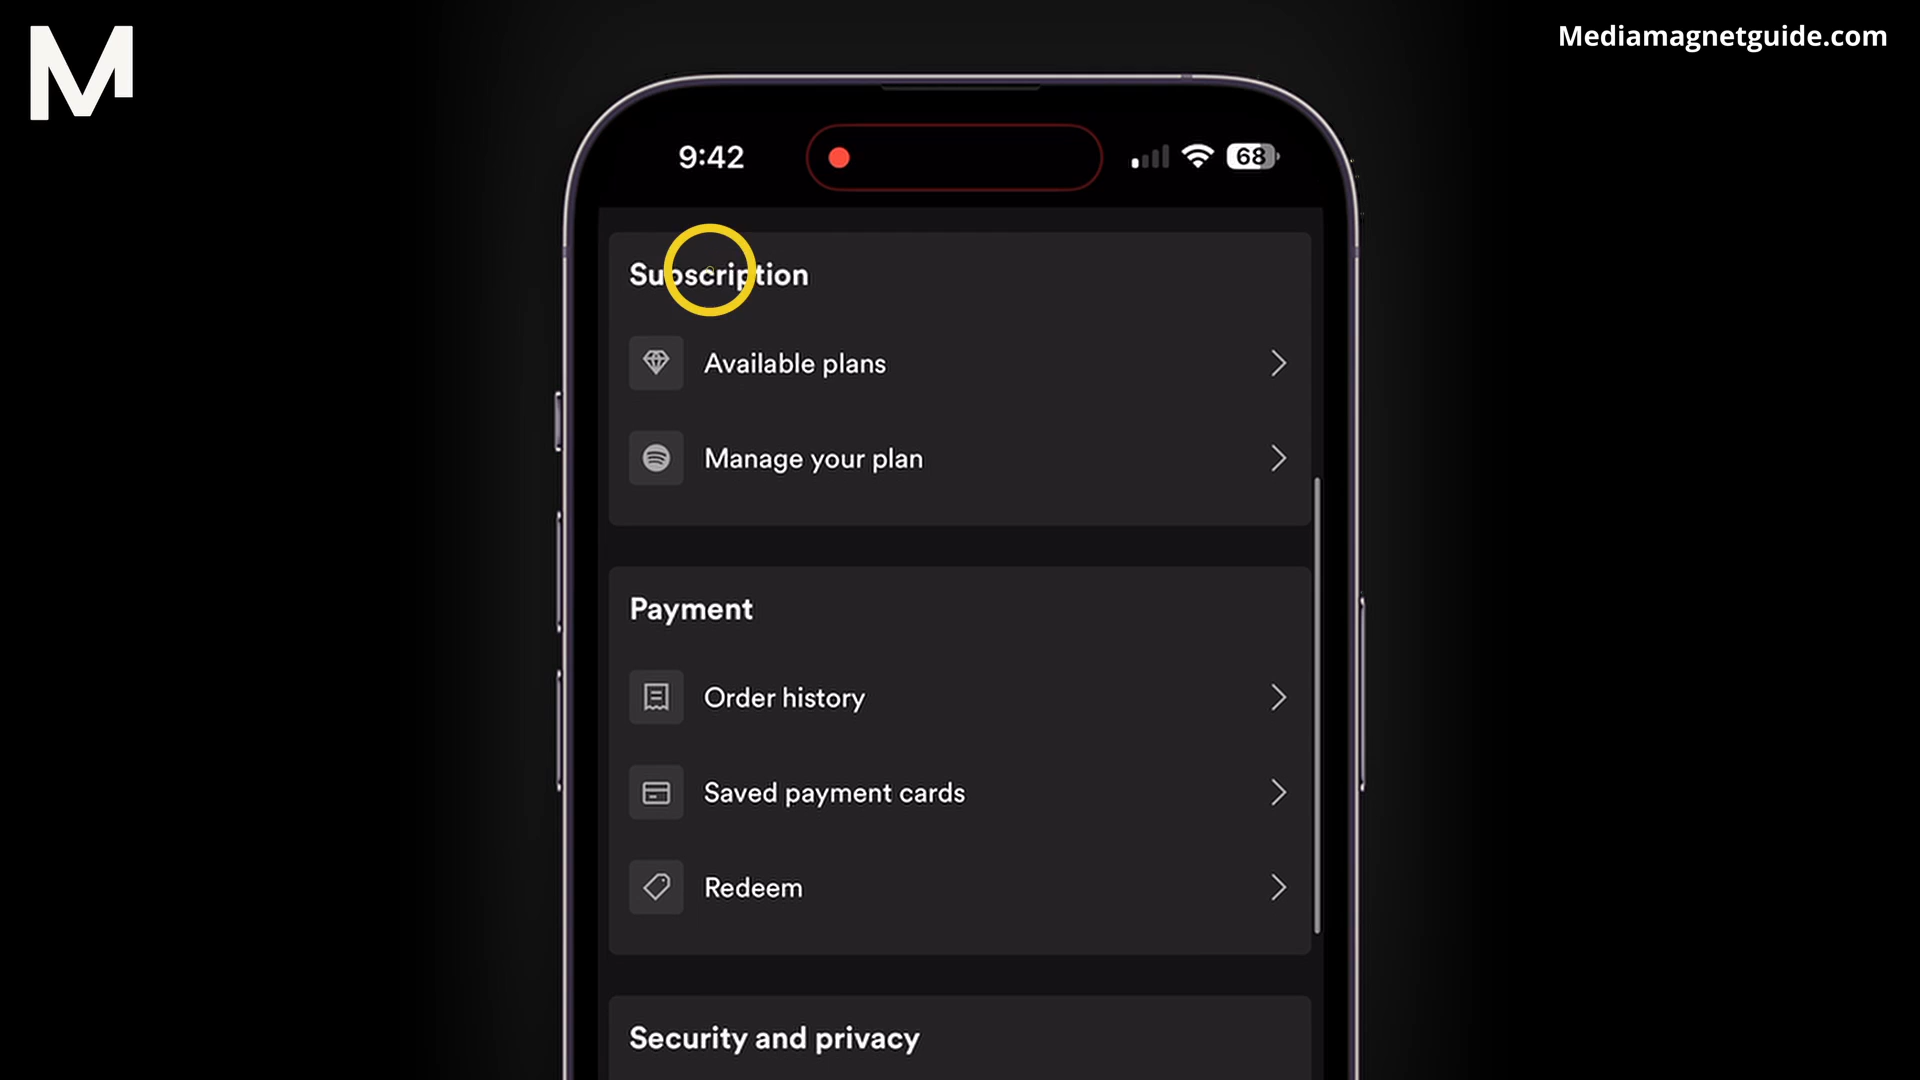 M
Mediamagnetguide.com
9:42
68
Subscription
Available plans
Manage your plan
Payment
Order history
Saved payment cards
Redeem
Security and privacy